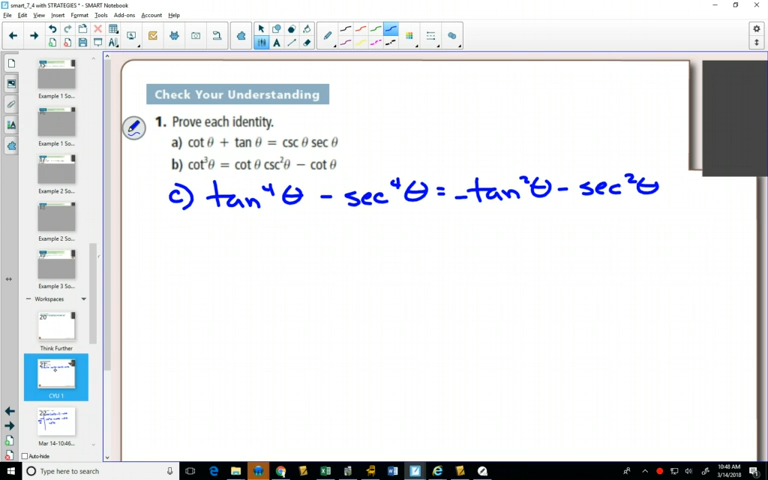 smart_7_4 with STRATEGIES * - SMART Notebook
File Edit View Insert Format Tools Add-ons Account Help
Check Your Understanding
1. Prove each identity.
a) cot θ + tan θ = csc θ sec θ
b) cot³θ = cot θ csc²θ − cot θ
c) tan⁴θ − sec⁴θ = −tan²θ − sec²θ
Example 1 So...
Example 1 So...
Example 2 So...
Example 2 So...
Example 3 So...
Workspaces
Think Further
CYU 1
Mar 14-10:46...
Auto-hide
Type here to search
10:48 AM
3/14/2018